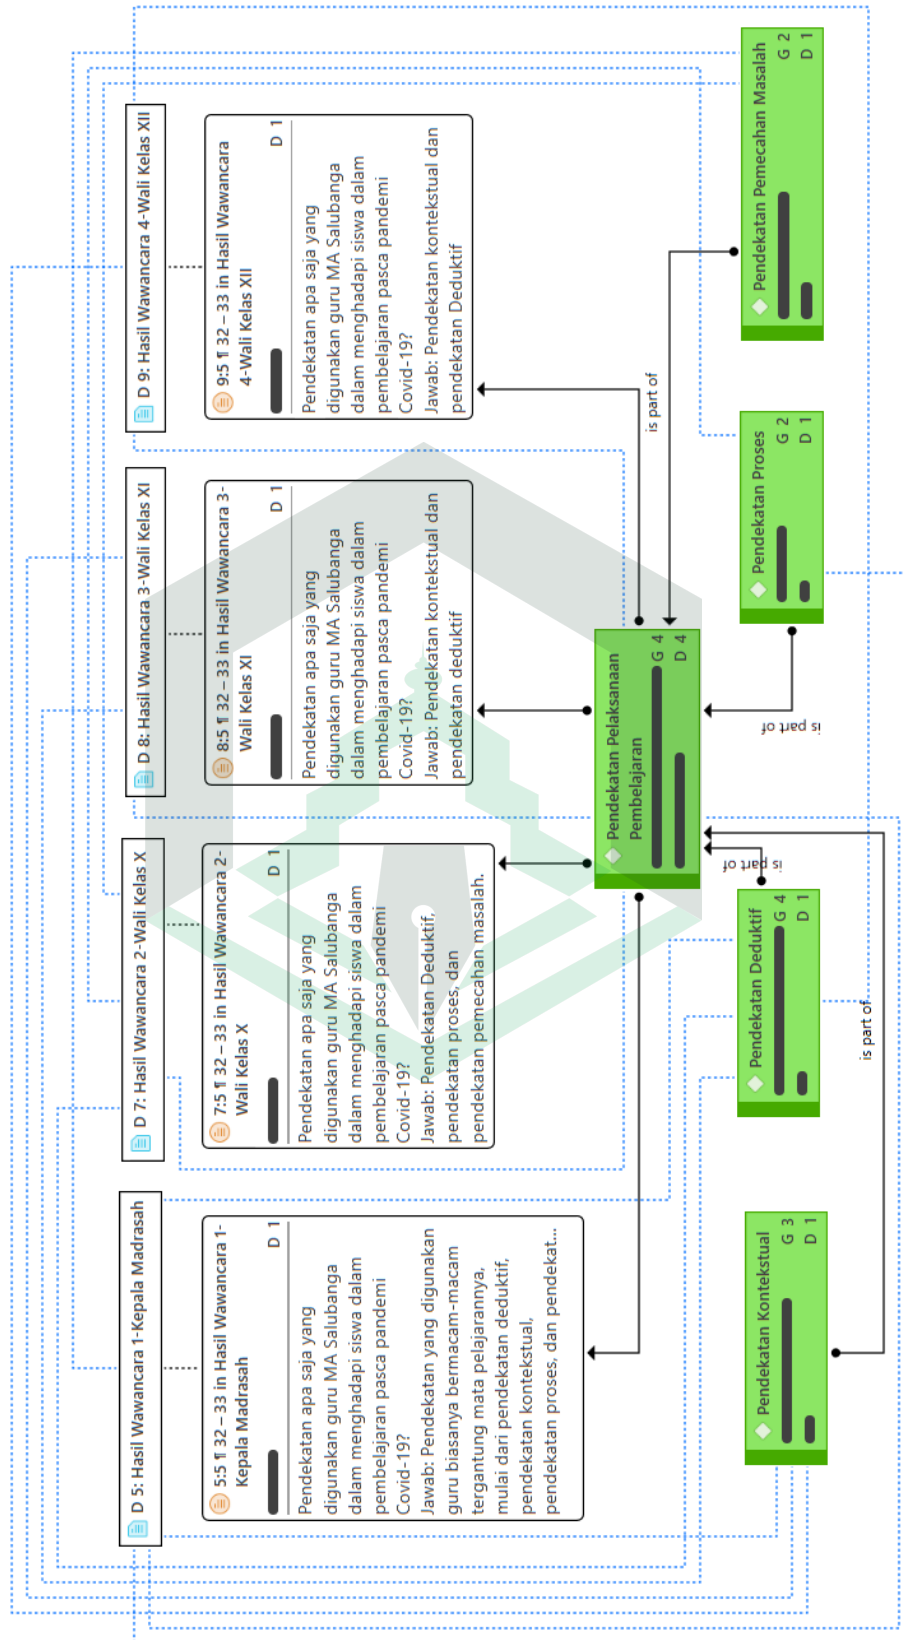 D 5: Hasil Wawancara 1-Kepala Madrasah
D 7: Hasil Wawancara 2-Wali Kelas X
D 8: Hasil Wawancara 3-Wali Kelas XI
D 9: Hasil Wawancara 4-Wali Kelas XII
5:5 ¶ 32 – 33 in Hasil Wawancara 1-
Kepala Madrasah
D 1
Pendekatan apa saja yang
digunakan guru MA Salubanga
dalam menghadapi siswa dalam
pembelajaran pasca pandemi
Covid-19?
Jawab: Pendekatan yang digunakan
guru biasanya bermacam-macam
tergantung mata pelajarannya,
mulai dari pendekatan deduktif,
pendekatan kontekstual,
pendekatan proses, dan pendekat...
7:5 ¶ 32 – 33 in Hasil Wawancara 2-
Wali Kelas X
D 1
Pendekatan apa saja yang
digunakan guru MA Salubanga
dalam menghadapi siswa dalam
pembelajaran pasca pandemi
Covid-19?
Jawab: Pendekatan Deduktif,
pendekatan proses, dan
pendekatan pemecahan masalah.
8:5 ¶ 32 – 33 in Hasil Wawancara 3-
Wali Kelas XI
D 1
Pendekatan apa saja yang
digunakan guru MA Salubanga
dalam menghadapi siswa dalam
pembelajaran pasca pandemi
Covid-19?
Jawab: Pendekatan kontekstual dan
pendekatan deduktif
9:5 ¶ 32 – 33 in Hasil Wawancara
4-Wali Kelas XII
D 1
Pendekatan apa saja yang
digunakan guru MA Salubanga
dalam menghadapi siswa dalam
pembelajaran pasca pandemi
Covid-19?
Jawab: Pendekatan kontekstual dan
pendekatan Deduktif
Pendekatan Pelaksanaan
Pembelajaran
G 4
D 4
is part of
is part of
is part of
is part of
Pendekatan Kontekstual
G 3
D 1
Pendekatan Deduktif
G 4
D 1
Pendekatan Proses
G 2
D 1
Pendekatan Pemecahan Masalah
G 2
D 1